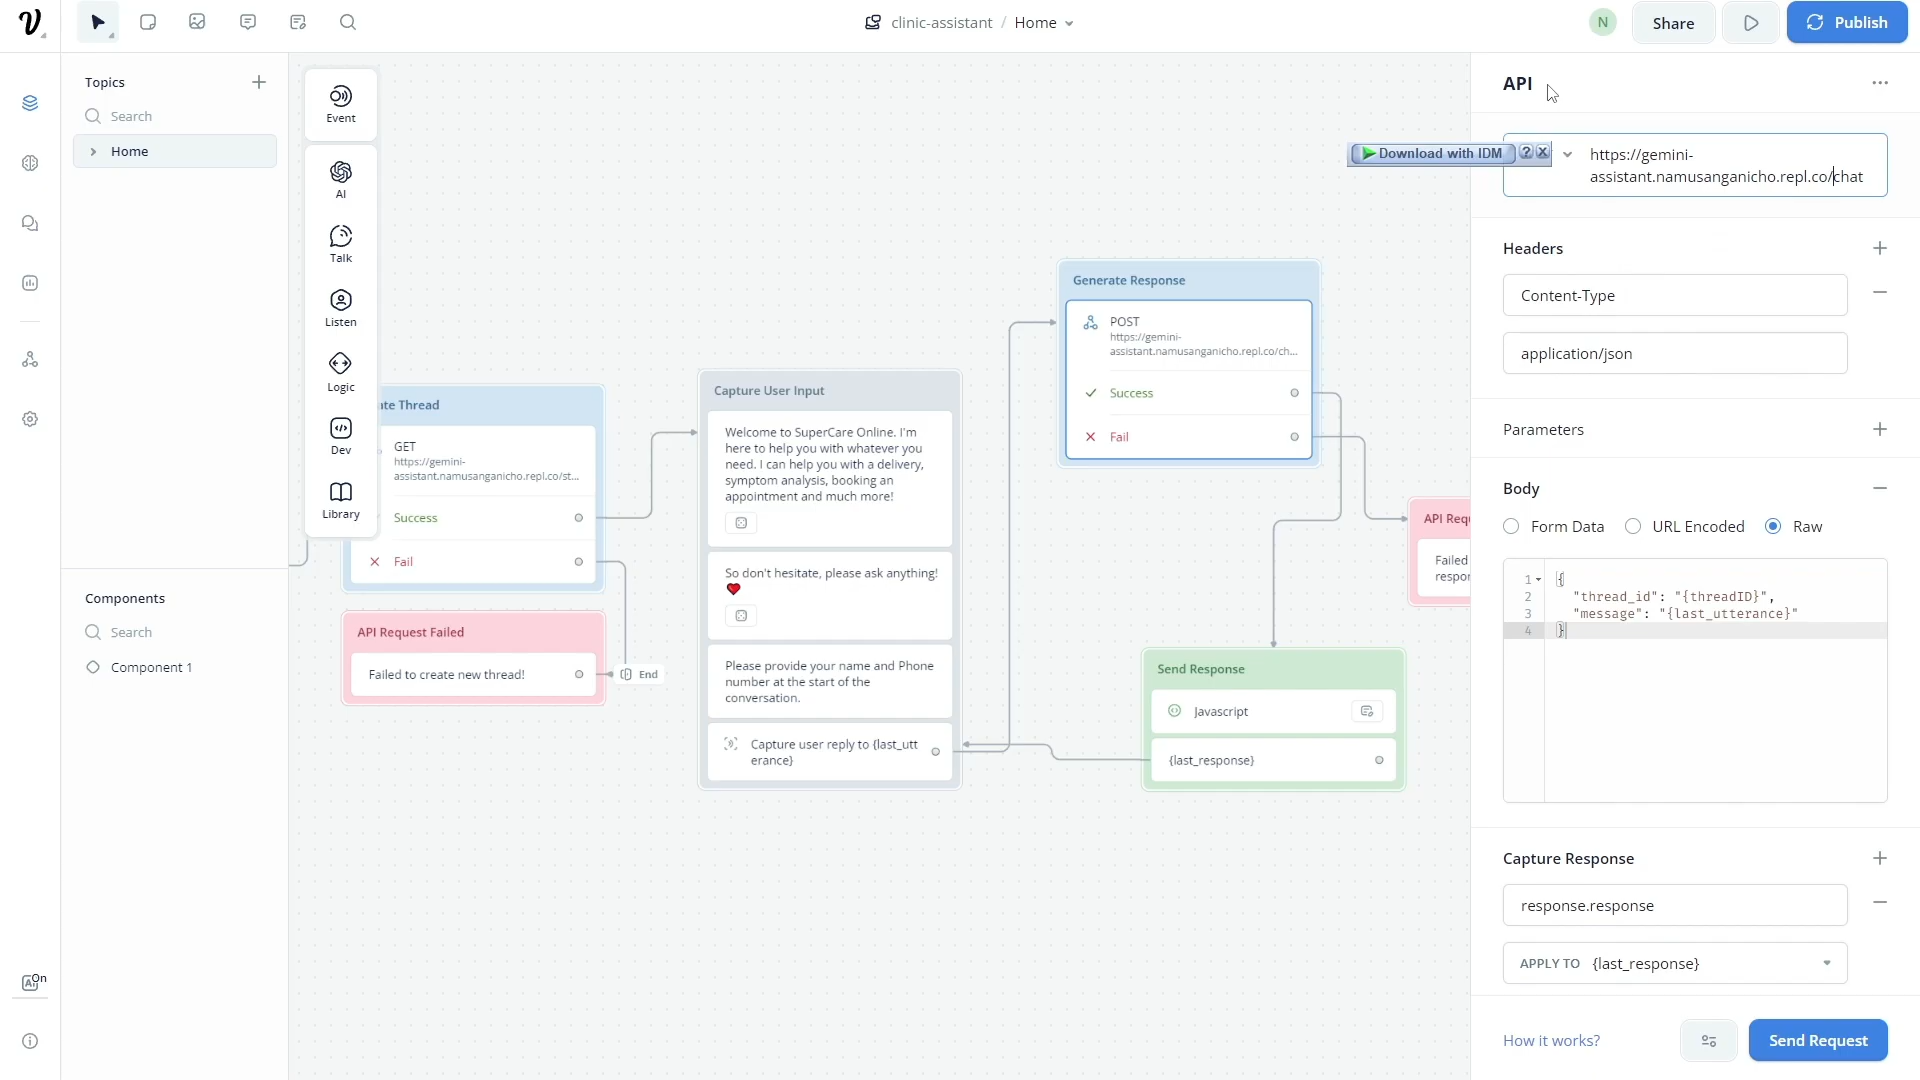 clinic-assistant / Home
N
Share
Publish
Topics
Search
Home
Event
AI
Talk
Listen
Logic
Dev
Library
Components
Search
Component 1
On
ate Thread
GET
https://gemini-
assistant.namusanganicho.repl.co/st...
Success
Fail
API Request Failed
Failed to create new thread!
End
Capture User Input
Welcome to SuperCare Online. I'm
here to help you with whatever you
need. I can help you with a delivery,
symptom analysis, booking an
appointment and much more!
So don't hesitate, please ask anything!
Please provide your name and Phone
number at the start of the
conversation.
Capture user reply to {last_utt
erance}
Generate Response
POST
https://gemini-
assistant.namusanganicho.repl.co/ch...
Success
Fail
API Requ
Failed
respor
Send Response
Javascript
{last_response}
API
Download with IDM
? X
https://gemini-
assistant.namusanganicho.repl.co/chat
Headers
Content-Type
application/json
Parameters
Body
Form Data
URL Encoded
Raw
1 {
2 "thread_id": "{threadID}",
3 "message": "{last_utterance}"
4 }
Capture Response
response.response
APPLY TO {last_response}
How it works?
Send Request